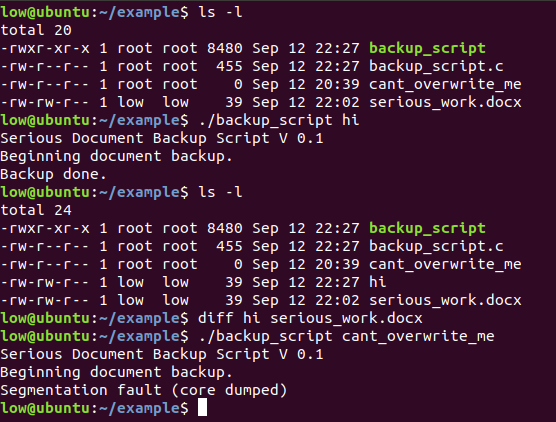 low@ubuntu:~/example$ ls -l
total 20
-rwxr-xr-x 1 root root 8480 Sep 12 22:27 backup_script
-rw-r--r-- 1 root root  455 Sep 12 22:27 backup_script.c
-rw-r--r-- 1 root root    0 Sep 12 20:39 cant_overwrite_me
-rw-rw-r-- 1 low  low    39 Sep 12 22:02 serious_work.docx
low@ubuntu:~/example$ ./backup_script hi
Serious Document Backup Script V 0.1
Beginning document backup.
Backup done.
low@ubuntu:~/example$ ls -l
total 24
-rwxr-xr-x 1 root root 8480 Sep 12 22:27 backup_script
-rw-r--r-- 1 root root  455 Sep 12 22:27 backup_script.c
-rw-r--r-- 1 root root    0 Sep 12 20:39 cant_overwrite_me
-rw-rw-r-- 1 low  low    39 Sep 12 22:27 hi
-rw-rw-r-- 1 low  low    39 Sep 12 22:02 serious_work.docx
low@ubuntu:~/example$ diff hi serious_work.docx
low@ubuntu:~/example$ ./backup_script cant_overwrite_me
Serious Document Backup Script V 0.1
Beginning document backup.
Segmentation fault (core dumped)
low@ubuntu:~/example$